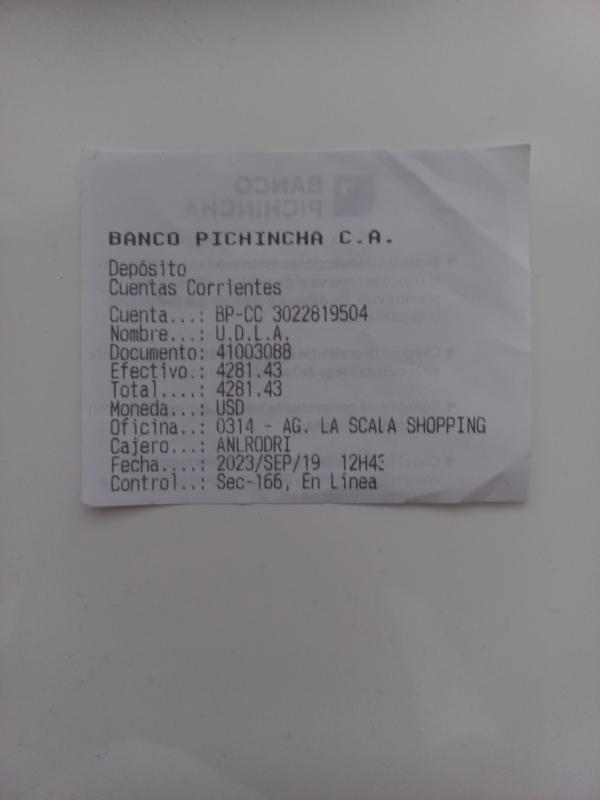 BANCO PICHINCHA C.A.
Depósito
Cuentas Corrientes
Cuenta...: BP-CC 3022819504
Nombre...: U.D.L.A.
Documento: 41003088
Efectivo.: 4281.43
Total....: 4281.43
Moneda...: USD
Oficina..: 0314 - AG. LA SCALA SHOPPING
Cajero...: ANLRODRI
Fecha....: 2023/SEP/19 12H43
Control..: Sec-166, En Línea
BANCO
PICHINCHA